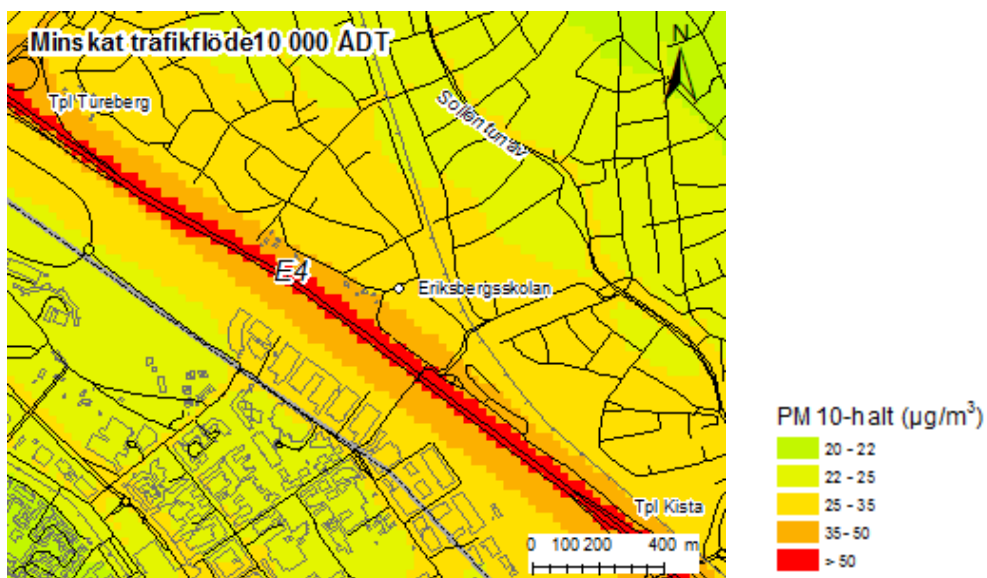 Minskat trafikflöde10 000 ÅDT
N
Tpl Tureberg
Sollentunav
E4
Eriksbergsskolan
Tpl Kista
0 100 200 400 m
PM 10-halt (µg/m³)
20 - 22
22 - 25
25 - 35
35- 50
> 50